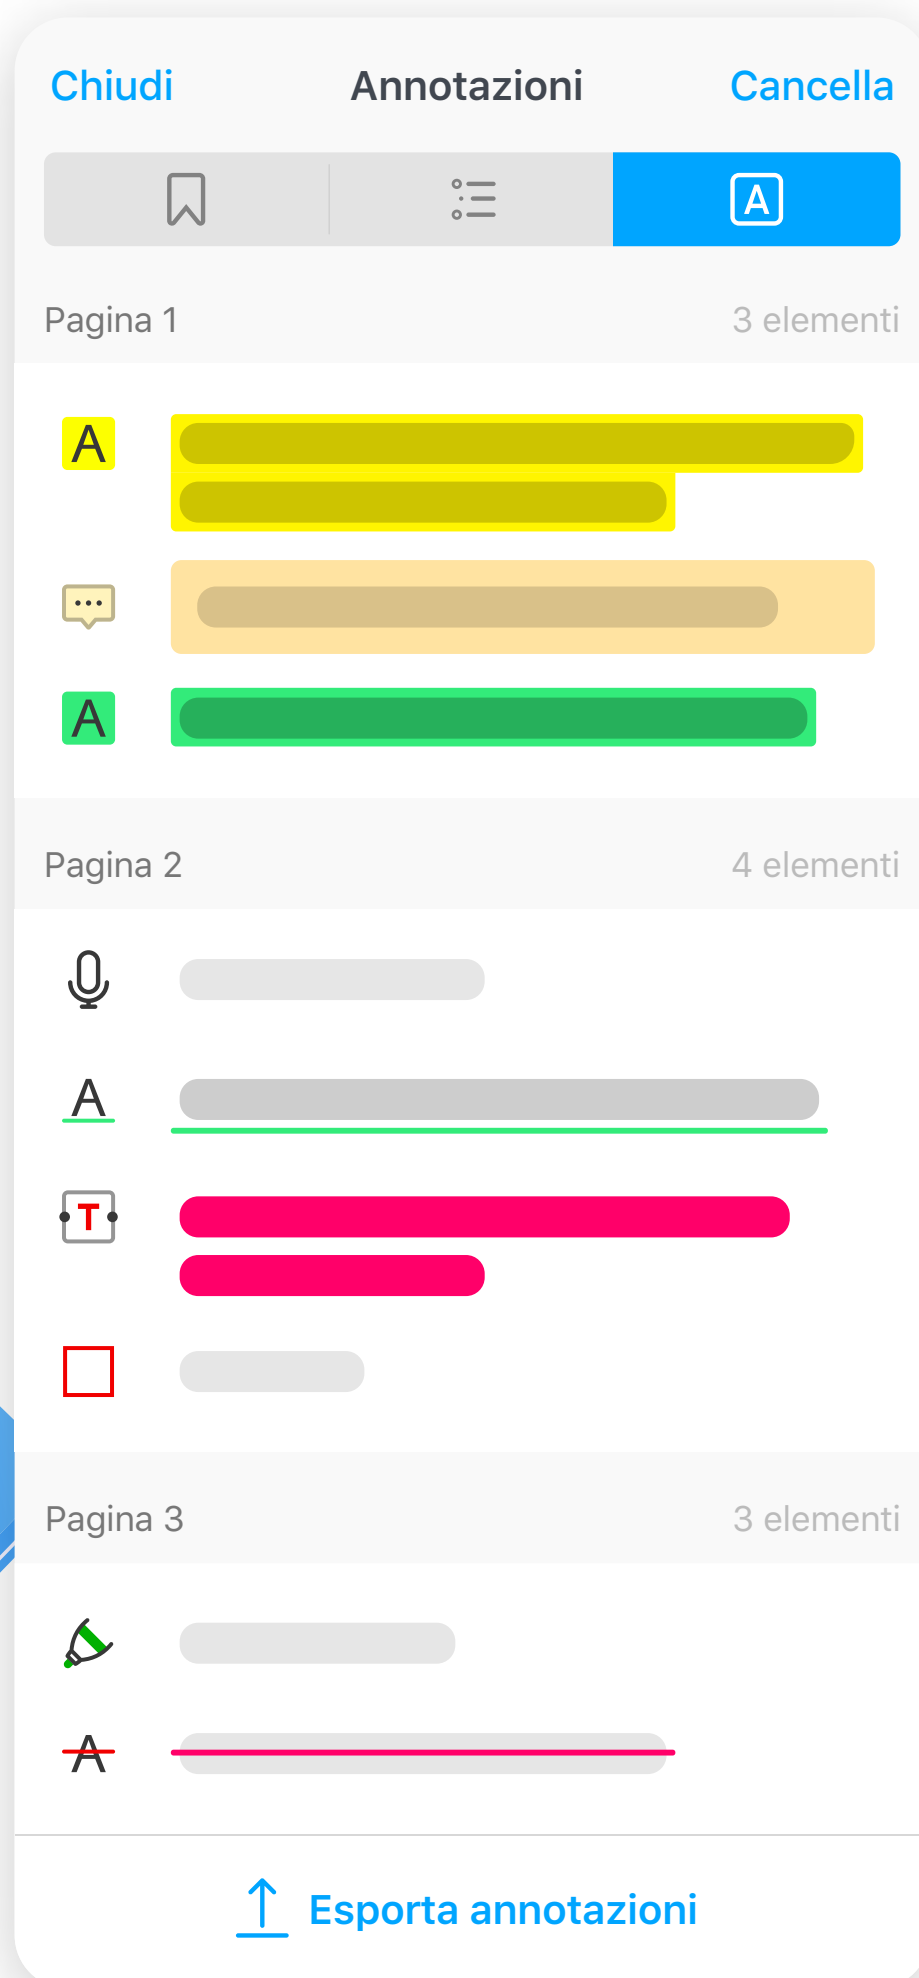 Chiudi Annotazioni Cancella
A
Pagina 1 3 elementi
A
A
Pagina 2 4 elementi
A
T
Pagina 3 3 elementi
A
Esporta annotazioni